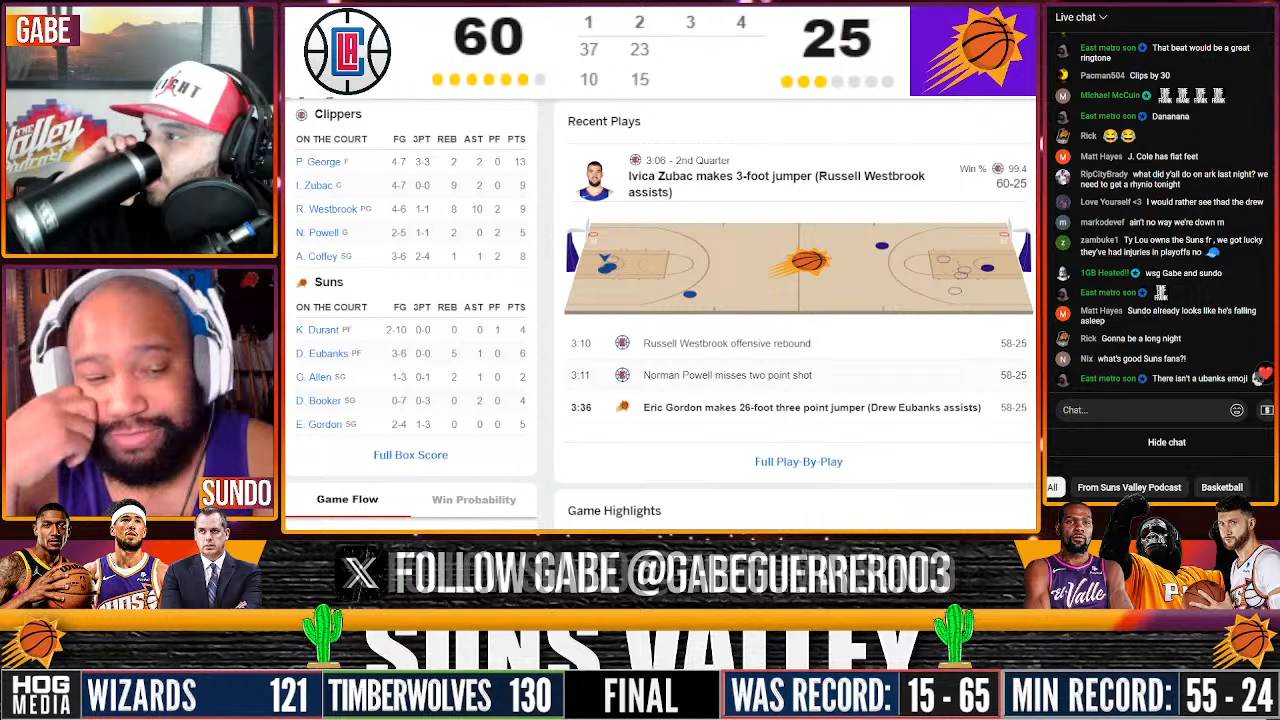 GABE
60
1 2 3 4
37 23
10 15
25
Clippers
ON THE COURT FG 3PT REB AST PF PTS
P. George F 4-7 3-3 2 2 0 13
I. Zubac C 4-7 0-0 9 2 0 9
R. Westbrook PG 4-6 1-1 8 10 2 9
N. Powell G 2-5 1-1 2 0 2 5
A. Coffey SG 3-6 2-4 1 1 2 8
Suns
ON THE COURT FG 3PT REB AST PF PTS
K. Durant PF 2-10 0-0 0 0 1 4
D. Eubanks PF 3-6 0-0 5 1 0 6
G. Allen SG 1-3 0-1 2 1 0 2
D. Booker SG 0-7 0-3 0 2 0 4
E. Gordon SG 2-4 1-3 0 0 0 5
Full Box Score
Game Flow Win Probability
Recent Plays
3:06 - 2nd Quarter
Ivica Zubac makes 3-foot jumper (Russell Westbrook
assists)
Win % 99.4
60-25
3:10 Russell Westbrook offensive rebound 58-25
3:11 Norman Powell misses two point shot 58-25
3:36 Eric Gordon makes 26-foot three point jumper (Drew Eubanks assists) 58-25
Full Play-By-Play
Game Highlights
Live chat
East metro son That beat would be a great
ringtone
Pacman504 Clips by 30
Michael McCuin
East metro son Dananana
Rick
Matt Hayes J. Cole has flat feet
RipCityBrady what did y'all do on ark last night? we
need to get a rhynio tonight
Love Yourself <3 I would rather see thad the drew
markodevef ain't no way we're down rn
zambuke1 Ty Lou owns the Suns fr , we got lucky
they've had injuries in playoffs no
1GB Heated!! wsg Gabe and sundo
East metro son
Matt Hayes Sundo already looks like he's falling
asleep
Rick Gonna be a long night
Nix what's good Suns fans?!
East metro son There isn't a ubanks emoji
Chat...
Hide chat
All From Suns Valley Podcast Basketball
SUNDO
FOLLOW GABE @GABEGUERRERO03
SUNS VALLEY
HOG
MEDIA
WIZARDS 121 TIMBERWOLVES 130 FINAL WAS RECORD: 15 - 65 MIN RECORD: 55 - 24